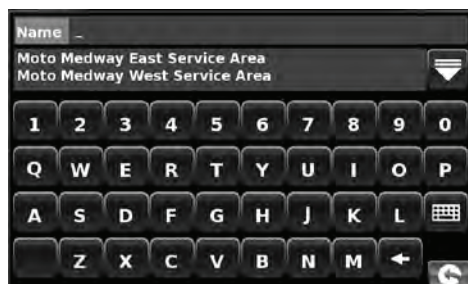 Name _
Moto Medway East Service Area
Moto Medway West Service Area
1 2 3 4 5 6 7 8 9 0
Q W E R T Y U I O P
A S D F G H J K L
Z X C V B N M